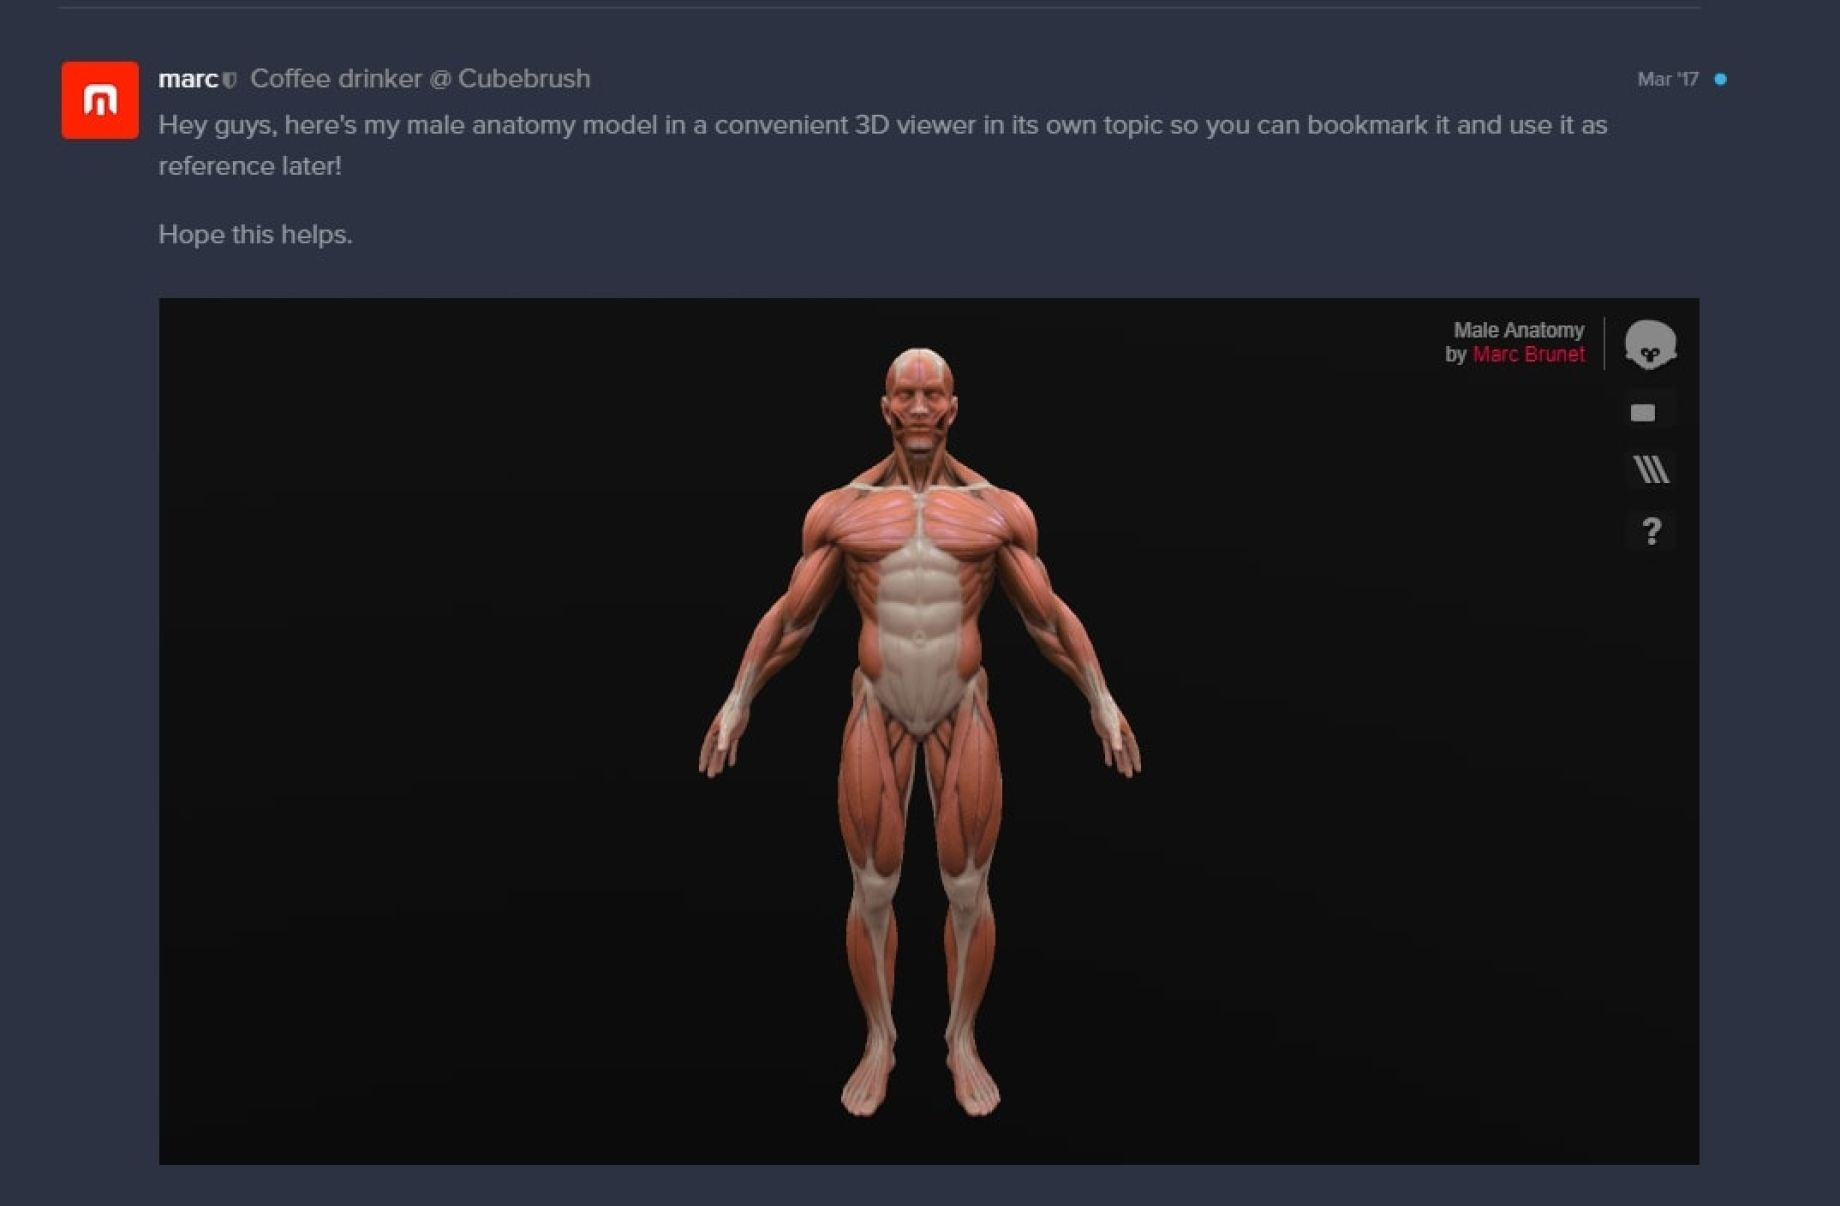 marc Coffee drinker @ Cubebrush
Mar '17
Hey guys, here's my male anatomy model in a convenient 3D viewer in its own topic so you can bookmark it and use it as
reference later!
Hope this helps.
Male Anatomy
by Marc Brunet
?